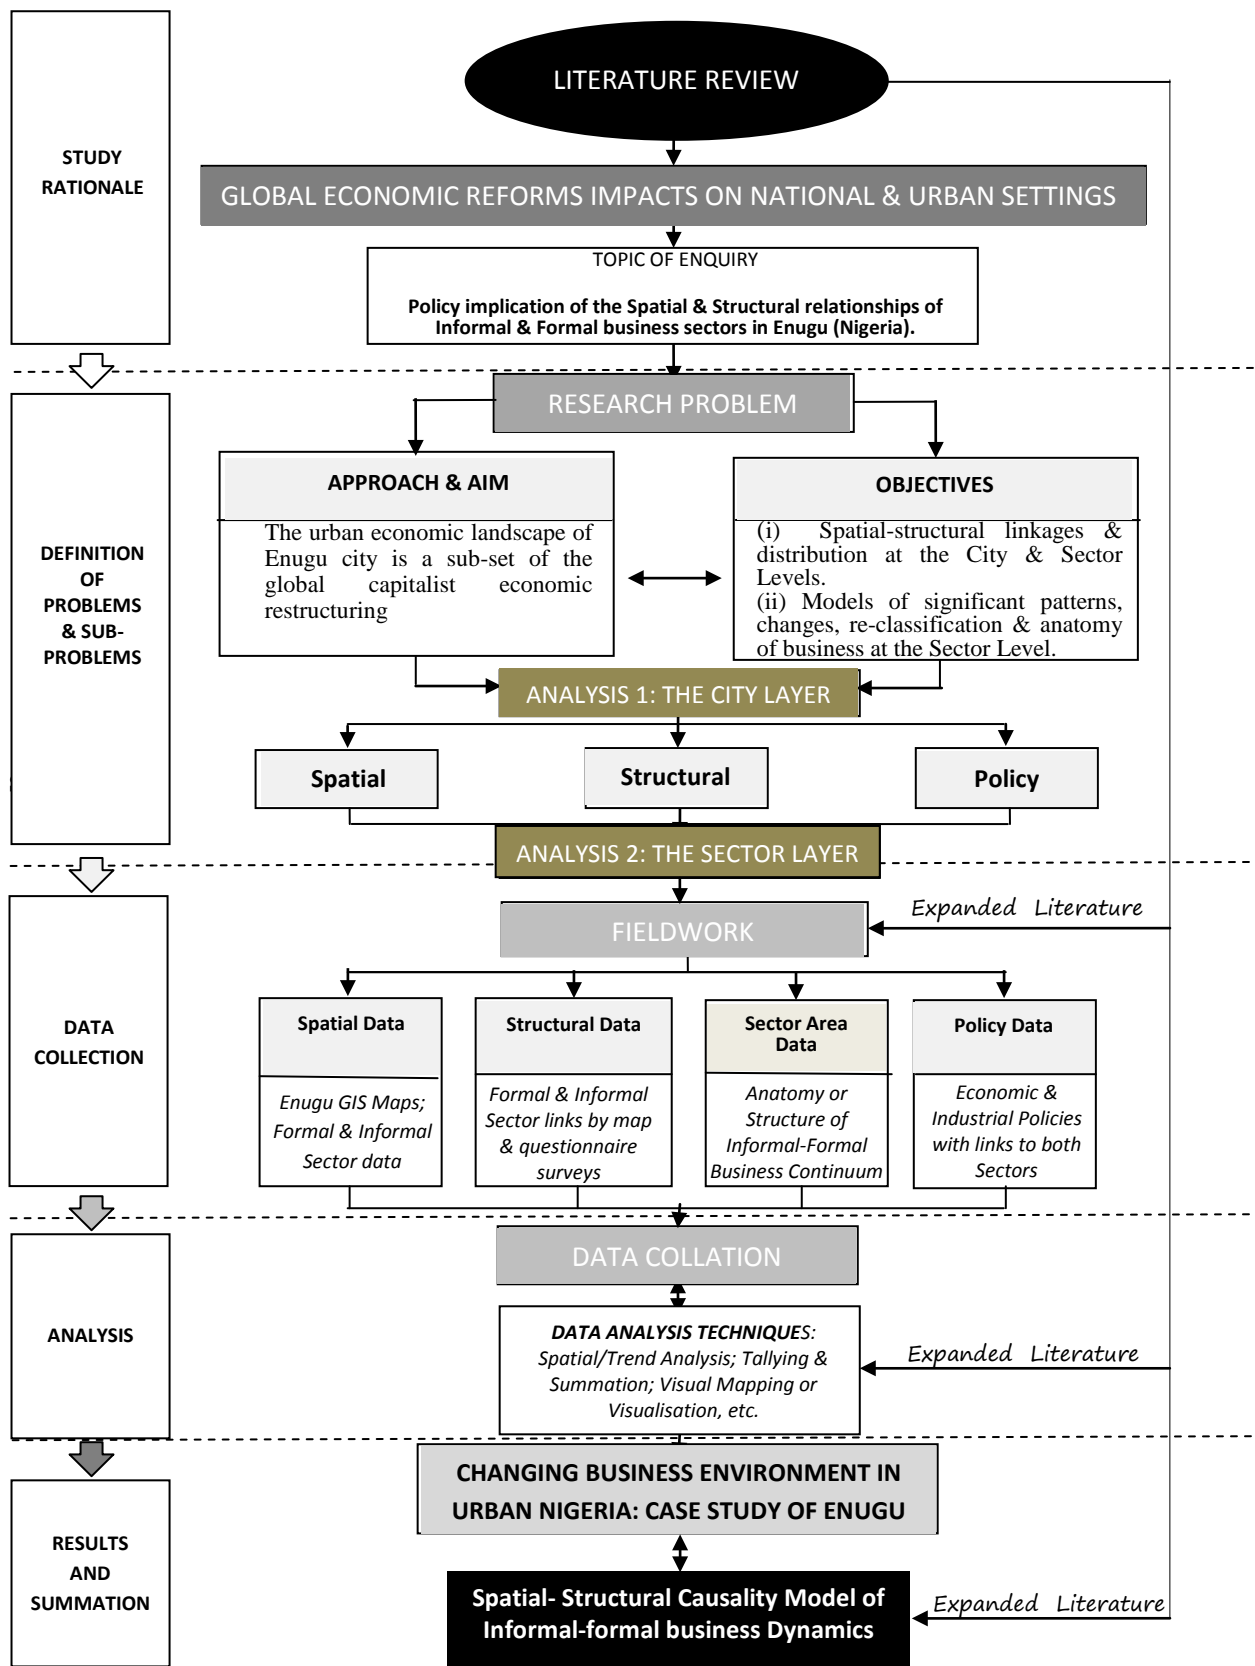 LITERATURE REVIEW
STUDY
RATIONALE
GLOBAL ECONOMIC REFORMS IMPACTS ON NATIONAL & URBAN SETTINGS
TOPIC OF ENQUIRY
Policy implication of the Spatial & Structural relationships of
Informal & Formal business sectors in Enugu (Nigeria).
RESEARCH PROBLEM
DEFINITION
OF
PROBLEMS
& SUB-
PROBLEMS
APPROACH & AIM
The urban economic landscape of
Enugu city is a sub-set of the
global capitalist economic
restructuring
OBJECTIVES
(i) Spatial-structural linkages &
distribution at the City & Sector
Levels.
(ii) Models of significant patterns,
changes, re-classification & anatomy
of business at the Sector Level.
ANALYSIS 1: THE CITY LAYER
Spatial
Structural
Policy
ANALYSIS 2: THE SECTOR LAYER
DATA
COLLECTION
FIELDWORK
Expanded Literature
Spatial Data
Enugu GIS Maps;
Formal & Informal
Sector data
Structural Data
Formal & Informal
Sector links by map
& questionnaire
surveys
Sector Area
Data
Anatomy or
Structure of
Informal-Formal
Business Continuum
Policy Data
Economic &
Industrial Policies
with links to both
Sectors
ANALYSIS
DATA COLLATION
DATA ANALYSIS TECHNIQUES:
Spatial/Trend Analysis; Tallying &
Summation; Visual Mapping or
Visualisation, etc.
Expanded Literature
RESULTS
AND
SUMMATION
CHANGING BUSINESS ENVIRONMENT IN
URBAN NIGERIA: CASE STUDY OF ENUGU
Spatial- Structural Causality Model of
Informal-formal business Dynamics
Expanded Literature